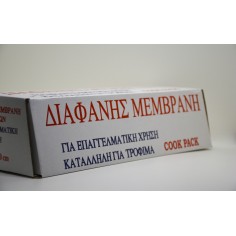 ΔΙΑΦΑΝΗΣ ΜΕΜΒΡΑΝΗ
ΓΙΑ ΕΠΑΓΓΕΛΜΑΤΙΚΗ ΧΡΗΣΗ
ΚΑΤΑΛΛΗΛΗ ΓΙΑ ΤΡΟΦΙΜΑ
COOK PACK